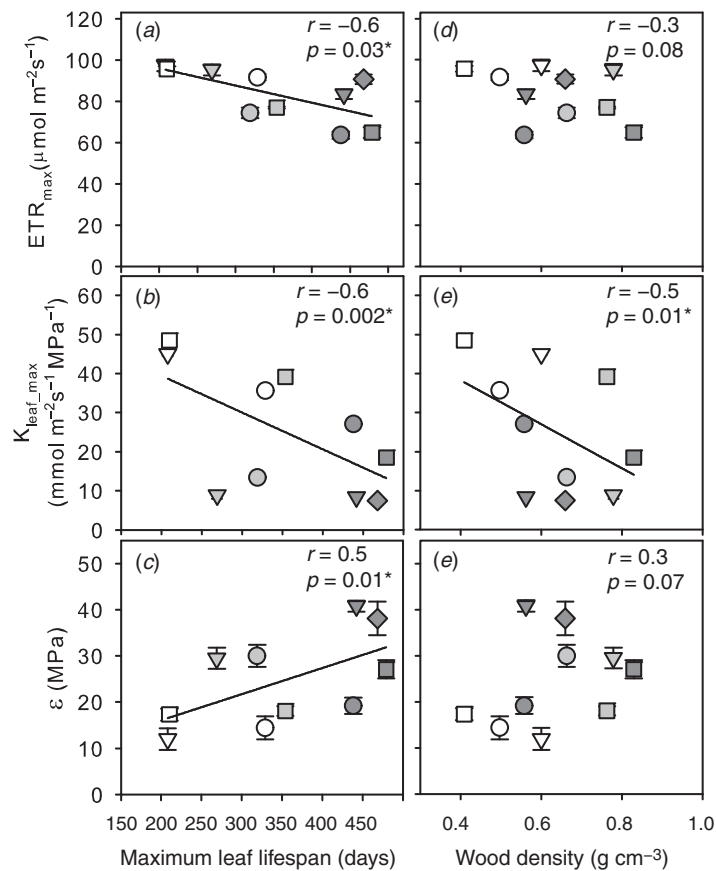 (a)
r = −0.6
p = 0.03*
(d)
r = −0.3
p = 0.08
120
100
80
60
40
20
0
ETRmax(μmol m−2s−1)
(b)
r = −0.6
p = 0.002*
(e)
r = −0.5
p = 0.01*
60
50
40
30
20
10
0
Kleaf_max
(mmol m−2s−1 MPa−1)
(c)
r = 0.5
p = 0.01*
(e)
r = 0.3
p = 0.07
50
40
30
20
10
0
ε (MPa)
150 200 250 300 350 400 450
0.4 0.6 0.8 1.0
Maximum leaf lifespan (days)
Wood density (g cm−3)